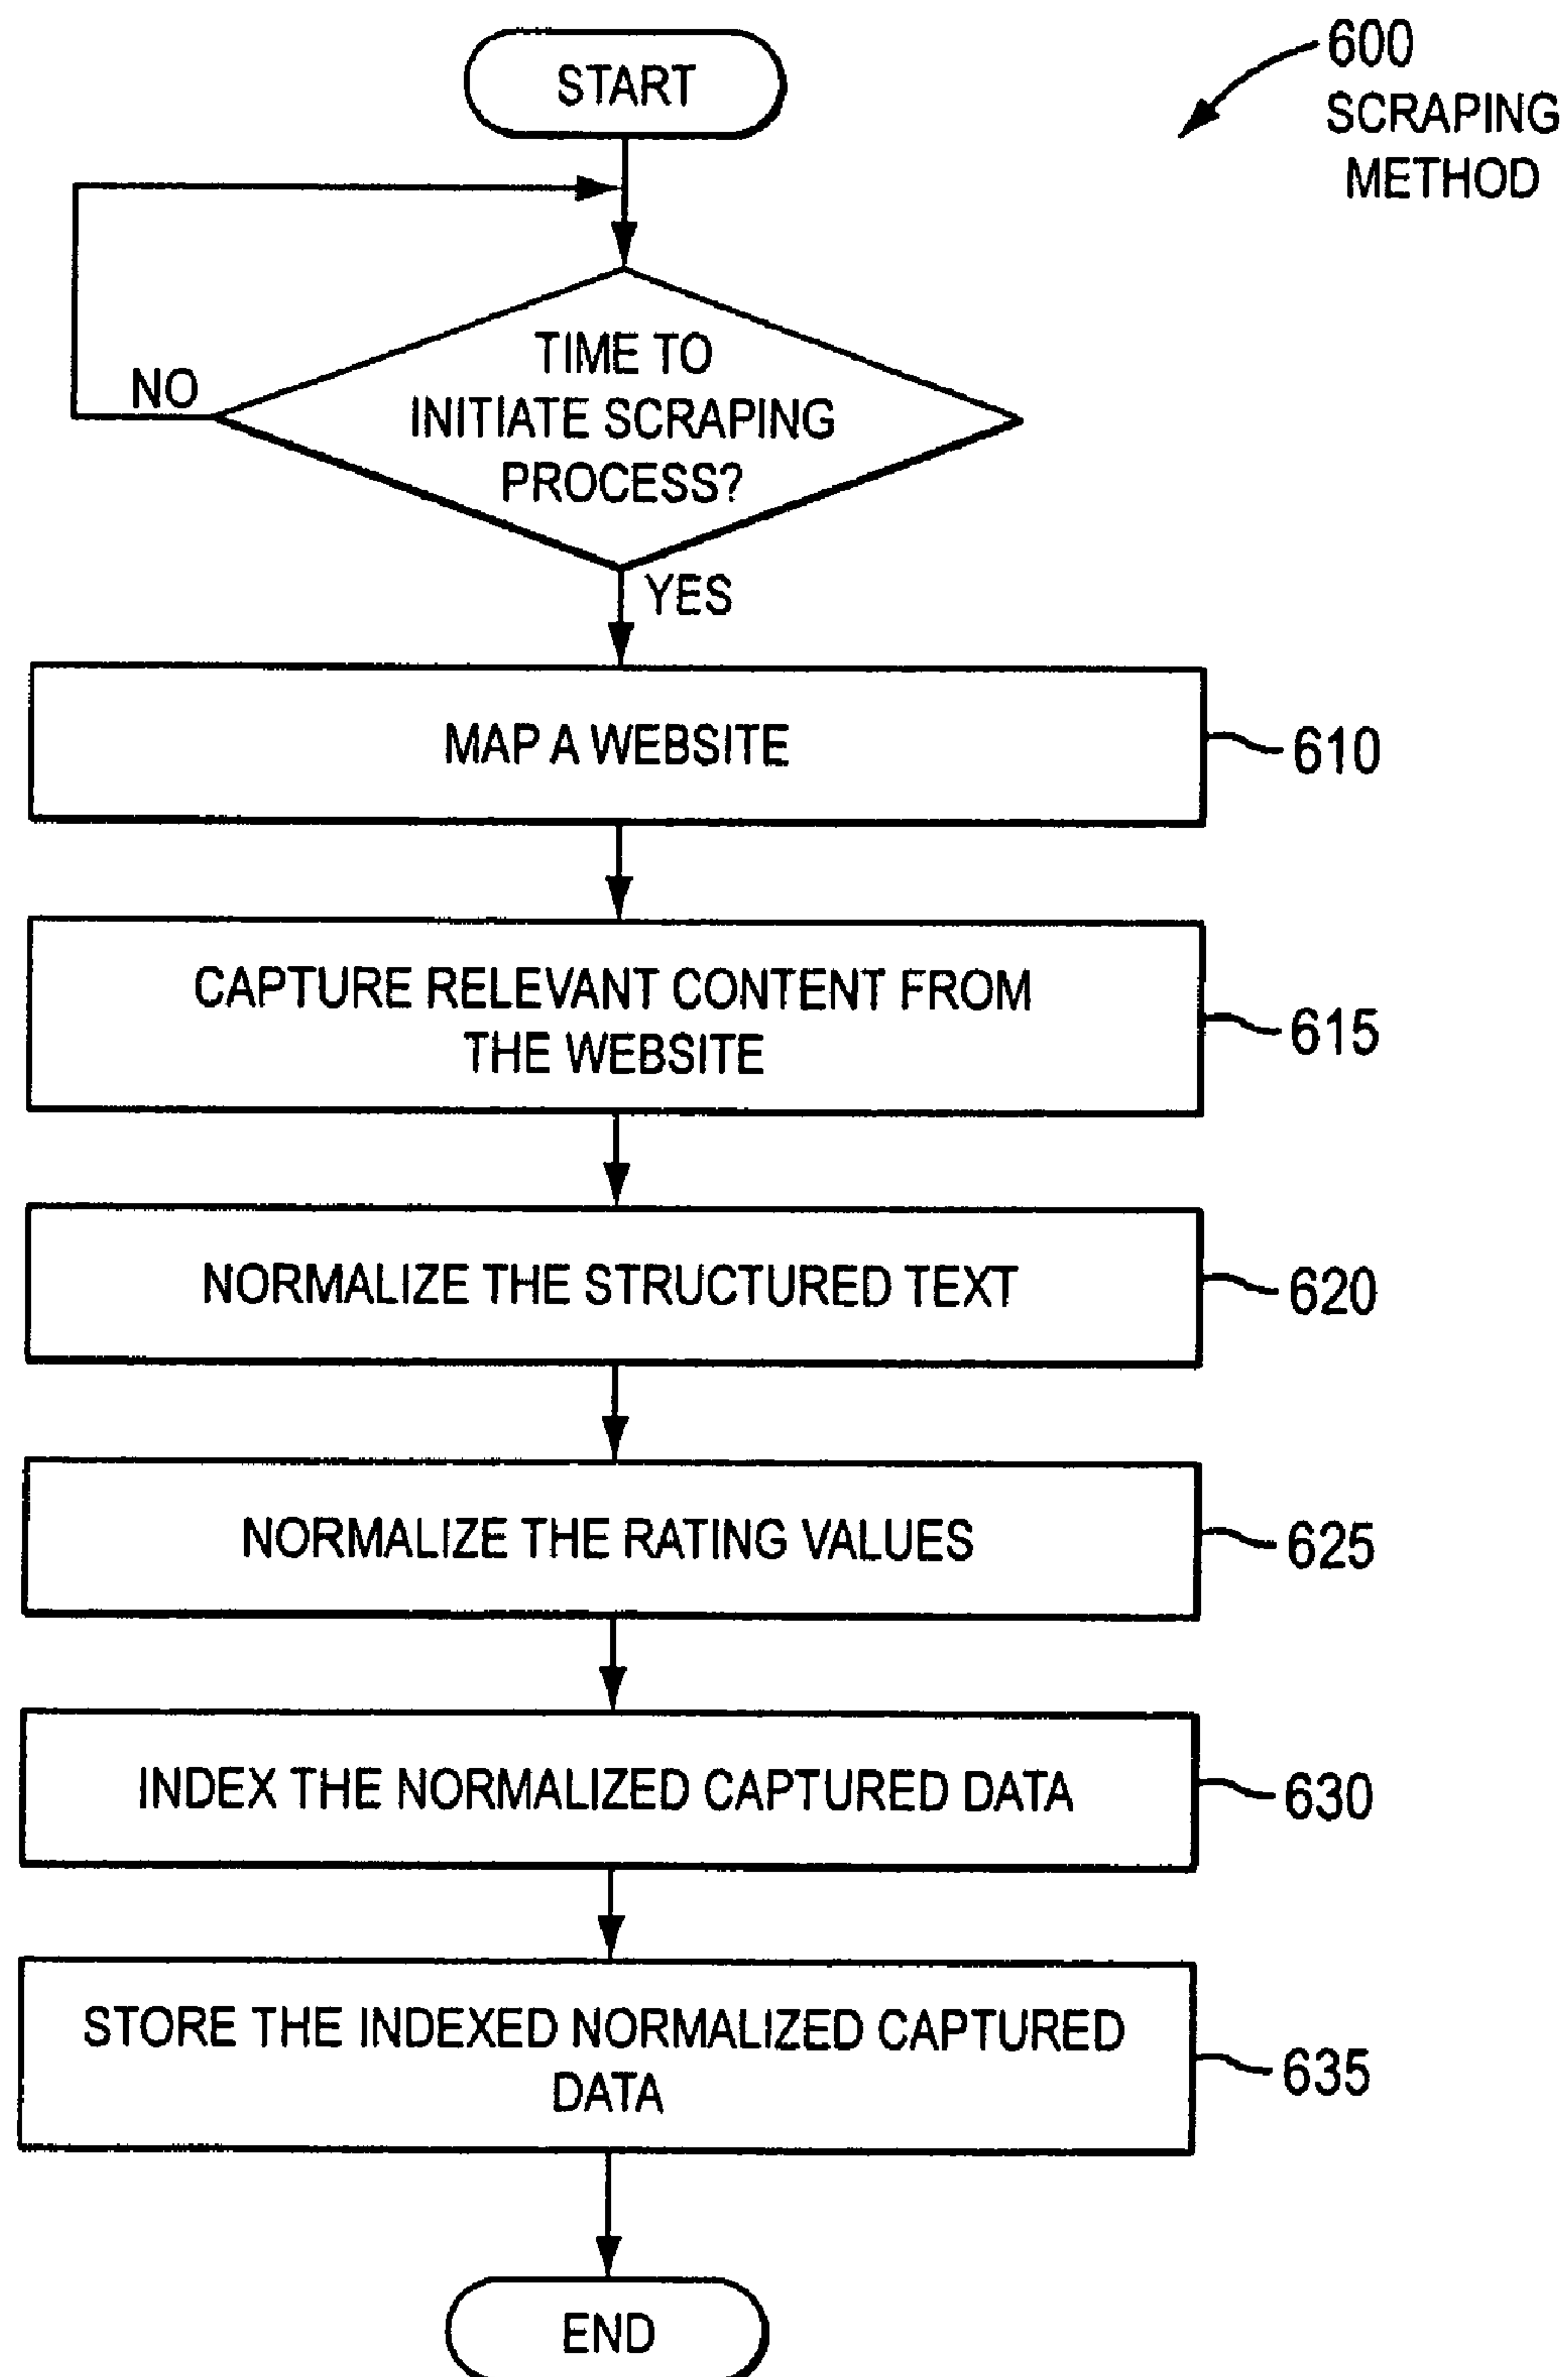 START
600
SCRAPING
METHOD
TIME TO
INITIATE SCRAPING
PROCESS?
NO
YES
MAP A WEBSITE
610
CAPTURE RELEVANT CONTENT FROM
THE WEBSITE
615
NORMALIZE THE STRUCTURED TEXT
620
NORMALIZE THE RATING VALUES
625
INDEX THE NORMALIZED CAPTURED DATA
630
STORE THE INDEXED NORMALIZED CAPTURED
DATA
635
END